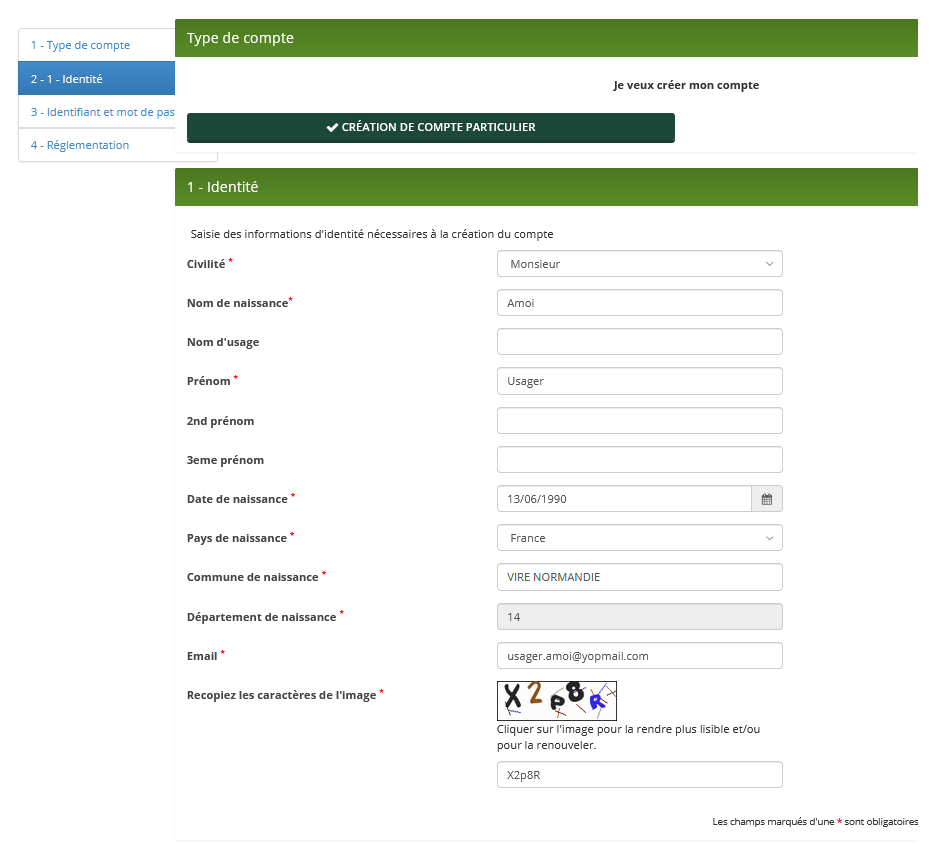 1 - Type de compte
2 - 1 - Identité
3 - Identifiant et mot de pas
4 - Réglementation
Type de compte
Je veux créer mon compte
CRÉATION DE COMPTE PARTICULIER
1 - Identité
Saisie des informations d'identité nécessaires à la création du compte
Civilité * Monsieur
Nom de naissance* Amoi
Nom d'usage
Prénom * Usager
2nd prénom
3eme prénom
Date de naissance * 13/06/1990
Pays de naissance * France
Commune de naissance * VIRE NORMANDIE
Département de naissance * 14
Email * usager.amoi@yopmail.com
Recopiez les caractères de l'image * X2p8R
Cliquer sur l'image pour la rendre plus lisible et/ou
pour la renouveler.
X2p8R
Les champs marqués d'une * sont obligatoires